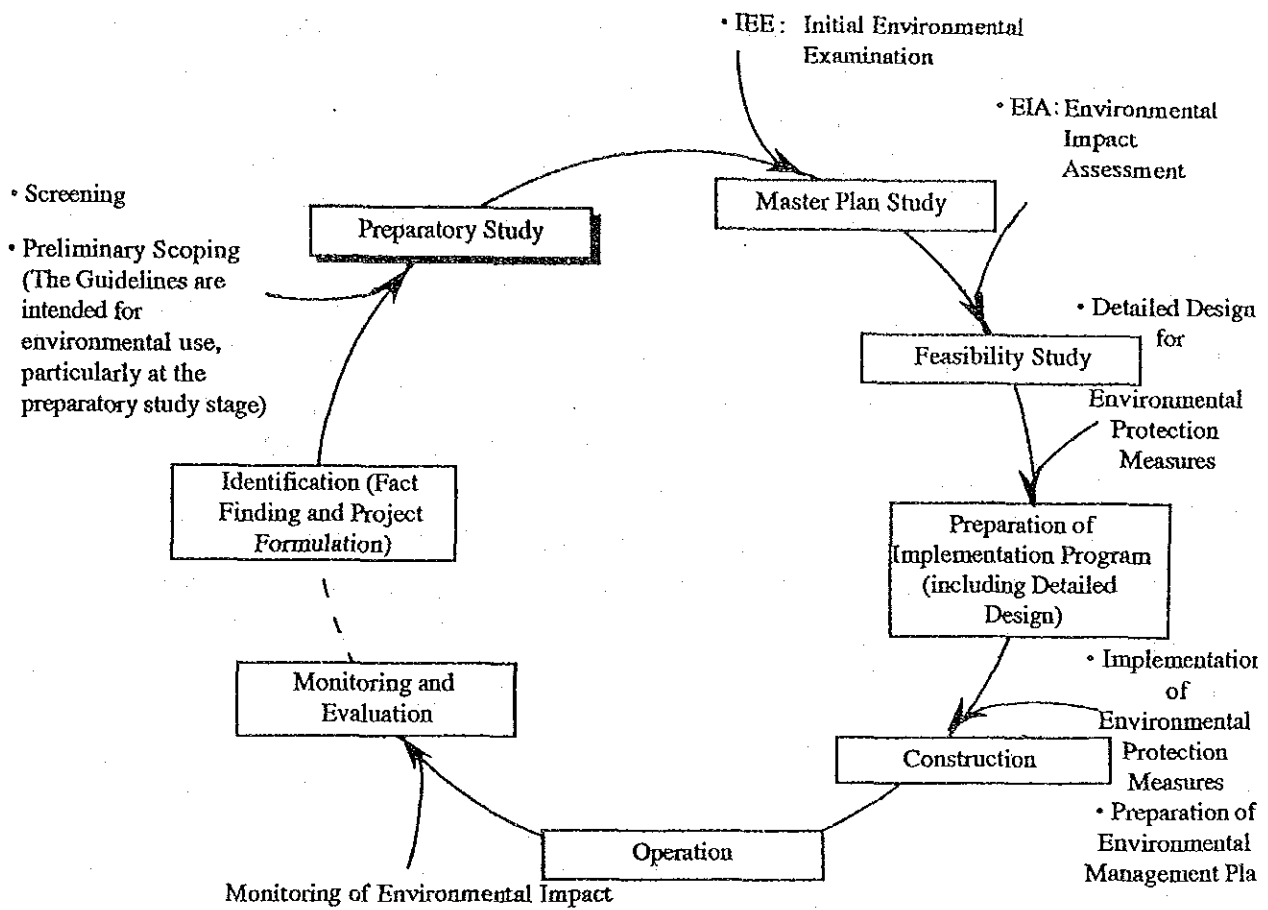 • IEE: Initial Environmental
Examination
• EIA: Environmental
Impact
Assessment
• Screening
• Preliminary Scoping
(The Guidelines are
intended for
environmental use,
particularly at the
preparatory study stage)
Preparatory Study
Master Plan Study
• Detailed Design
for
Environmental
Protection
Measures
Feasibility Study
Identification (Fact
Finding and Project
Formulation)
Preparation of
Implementation Program
(including Detailed
Design)
• Implementation
of
Environmental
Protection
Measures
• Preparation of
Environmental
Management Pla
Monitoring and
Evaluation
Construction
Operation
Monitoring of Environmental Impact